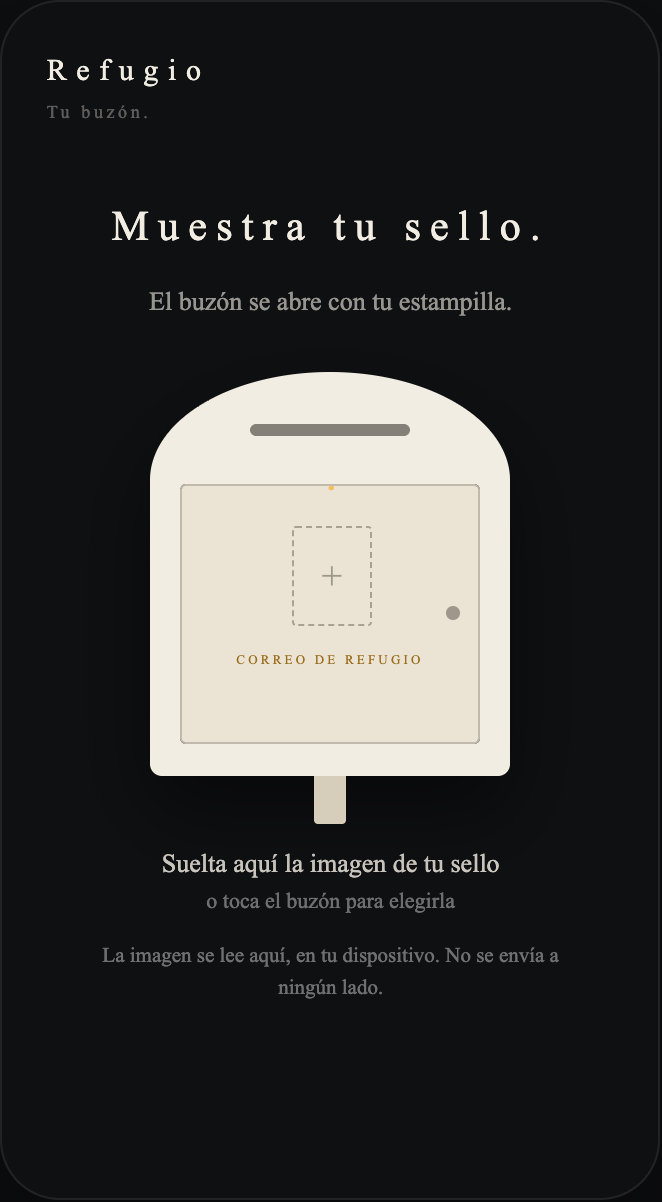 Refugio
Tu buzón.
Muestra tu sello.
El buzón se abre con tu estampilla.
CORREO DE REFUGIO
Suelta aquí la imagen de tu sello
o toca el buzón para elegirla
La imagen se lee aquí, en tu dispositivo. No se envía a
ningún lado.